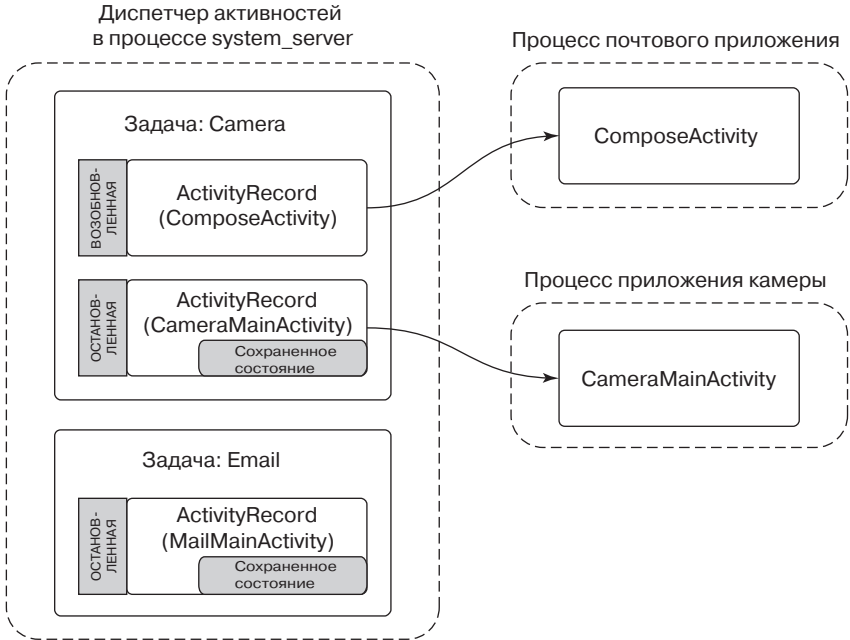 Диспетчер активностей
в процессе system_server
Задача: Camera
ВОЗОБНОВ-
ЛЕННАЯ
ActivityRecord
(ComposeActivity)
ОСТАНОВ-
ЛЕННАЯ
ActivityRecord
(CameraMainActivity)
Сохраненное
состояние
Задача: Email
ОСТАНОВ-
ЛЕННАЯ
ActivityRecord
(MailMainActivity)
Сохраненное
состояние
Процесс почтового приложения
ComposeActivity
Процесс приложения камеры
CameraMainActivity